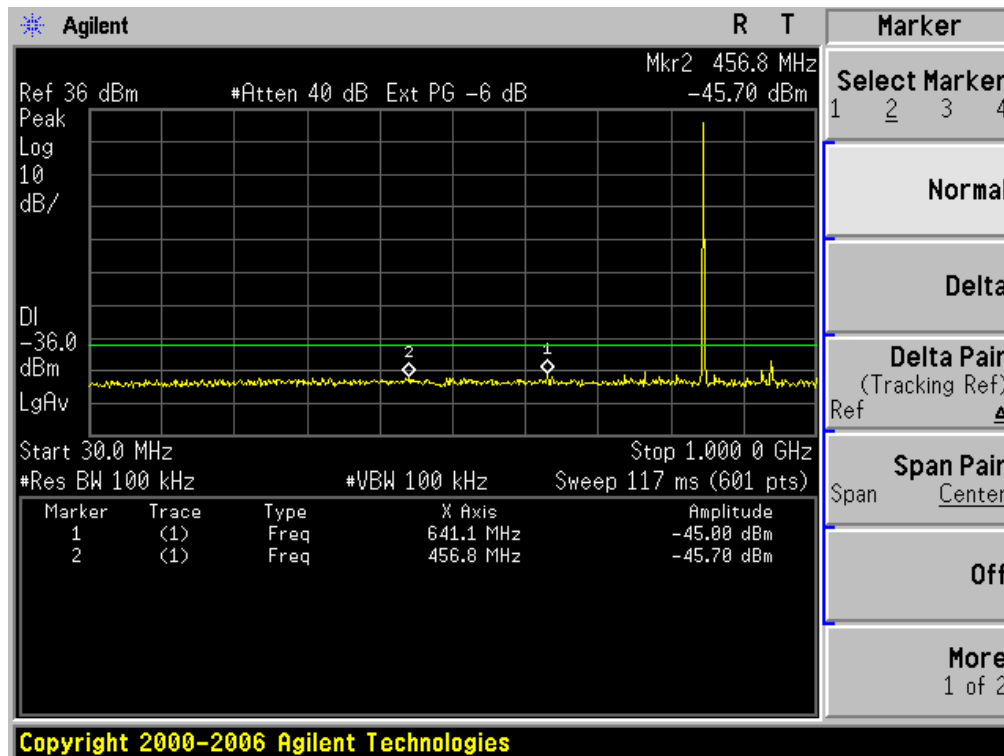 Agilent R T
Mkr2 456.8 MHz
Ref 36 dBm #Atten 40 dB Ext PG -6 dB -45.70 dBm
Peak
Log
10
dB/
DI
-36.0
dBm
LgAv
2 1
Start 30.0 MHz Stop 1.000 0 GHz
#Res BW 100 kHz #VBW 100 kHz Sweep 117 ms (601 pts)
Marker Trace Type X Axis Amplitude
1 (1) Freq 641.1 MHz -45.00 dBm
2 (1) Freq 456.8 MHz -45.70 dBm
Copyright 2000-2006 Agilent Technologies
Marker
Select Marker
1 2 3 4
Normal
Delta
Delta Pair
(Tracking Ref)
Ref Δ
Span Pair
Span Center
Off
More
1 of 2